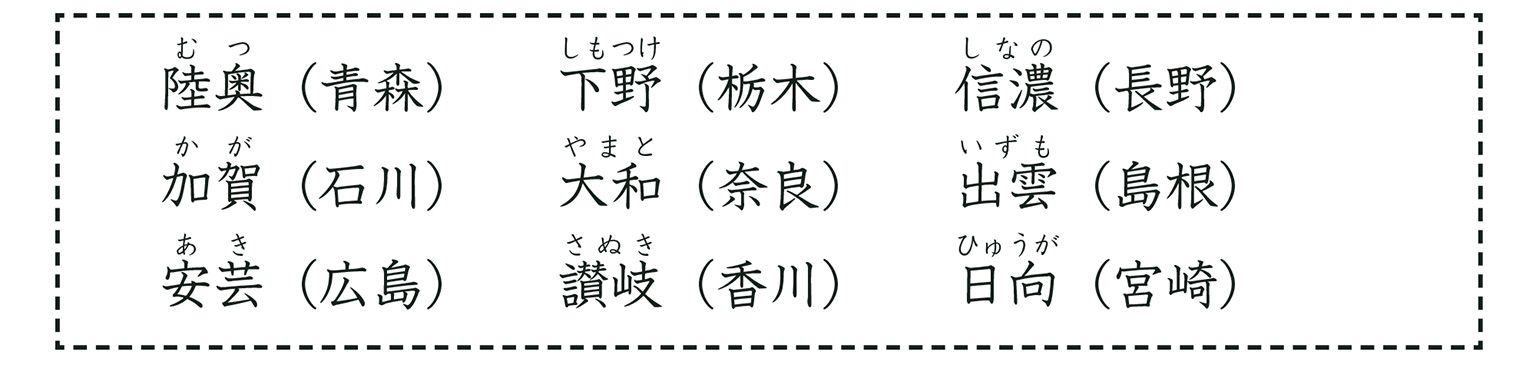 むつ しもつけ しなの
陸奥（青森） 下野（栃木） 信濃（長野）
かが やまと いずも
加賀（石川） 大和（奈良） 出雲（島根）
あき さぬき ひゅうが
安芸（広島） 讃岐（香川） 日向（宮崎）